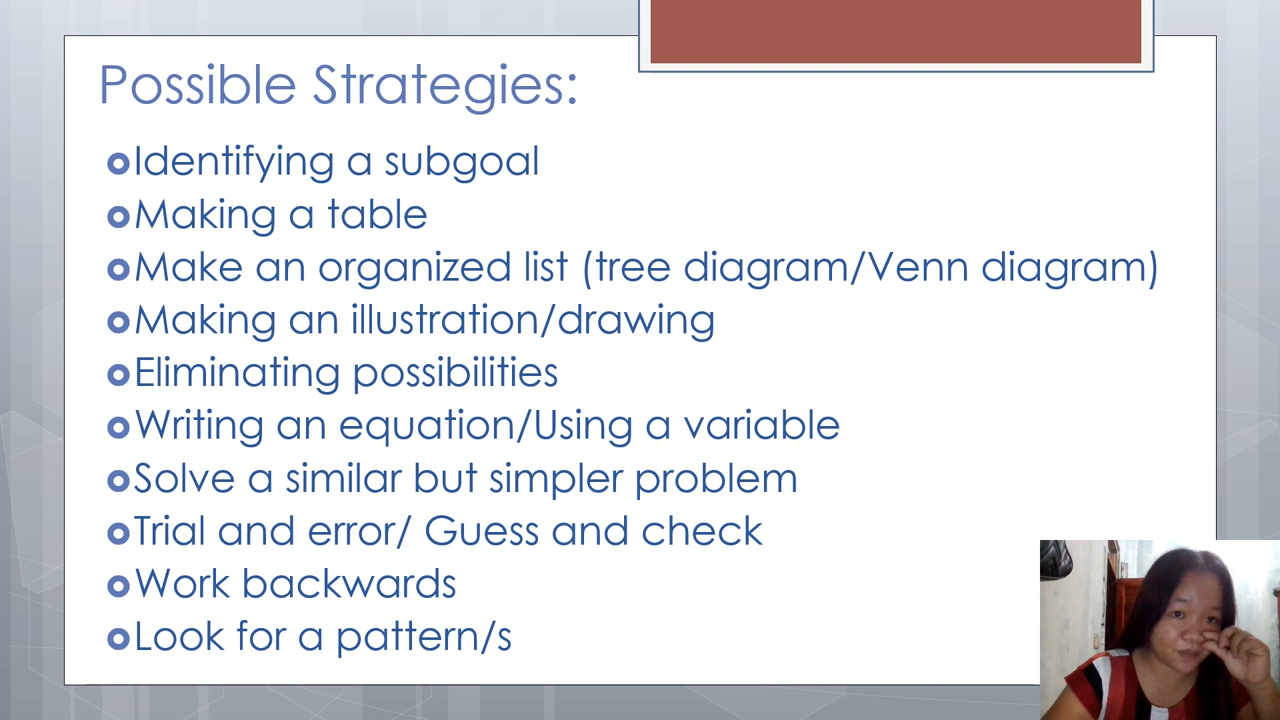 Possible Strategies:
Identifying a subgoal
Making a table
Make an organized list (tree diagram/Venn diagram)
Making an illustration/drawing
Eliminating possibilities
Writing an equation/Using a variable
Solve a similar but simpler problem
Trial and error/ Guess and check
Work backwards
Look for a pattern/s